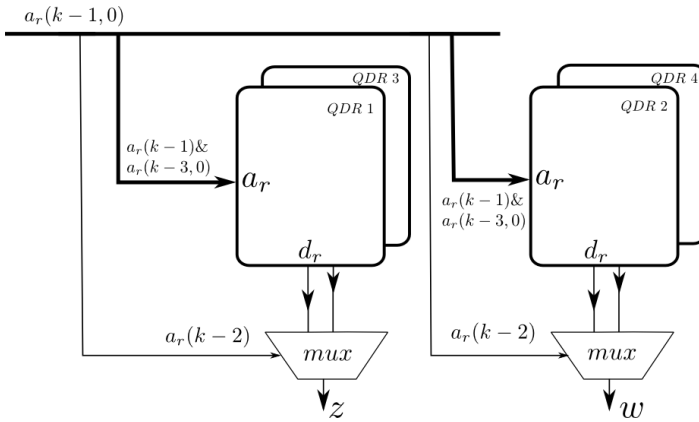 a_r(k−1,0)
QDR 3
QDR 1
a_r(k−1)&
a_r(k−3,0)
a_r
d_r
a_r(k−2)
mux
z
QDR 4
QDR 2
a_r
a_r(k−1)&
a_r(k−3,0)
d_r
a_r(k−2)
mux
w